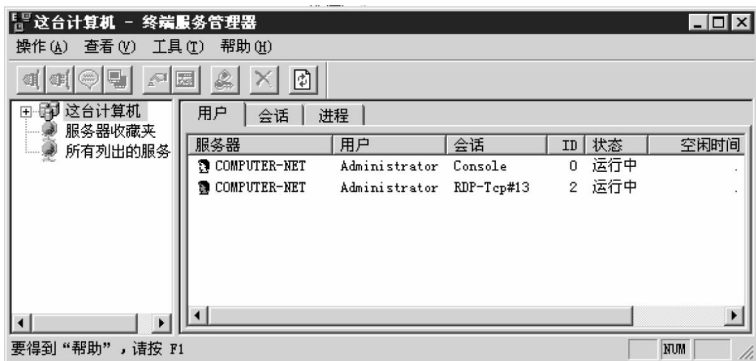 这台计算机 - 终端服务管理器
操作(A) 查看(V) 工具(T) 帮助(H)
这台计算机
服务器收藏夹
所有列出的服务
用户 会话 进程
服务器 用户 会话 ID 状态 空闲时间
COMPUTER-NET Administrator Console 0 运行中 .
COMPUTER-NET Administrator RDP-Tcp#13 2 运行中 .
要得到“帮助”，请按 F1 NUM